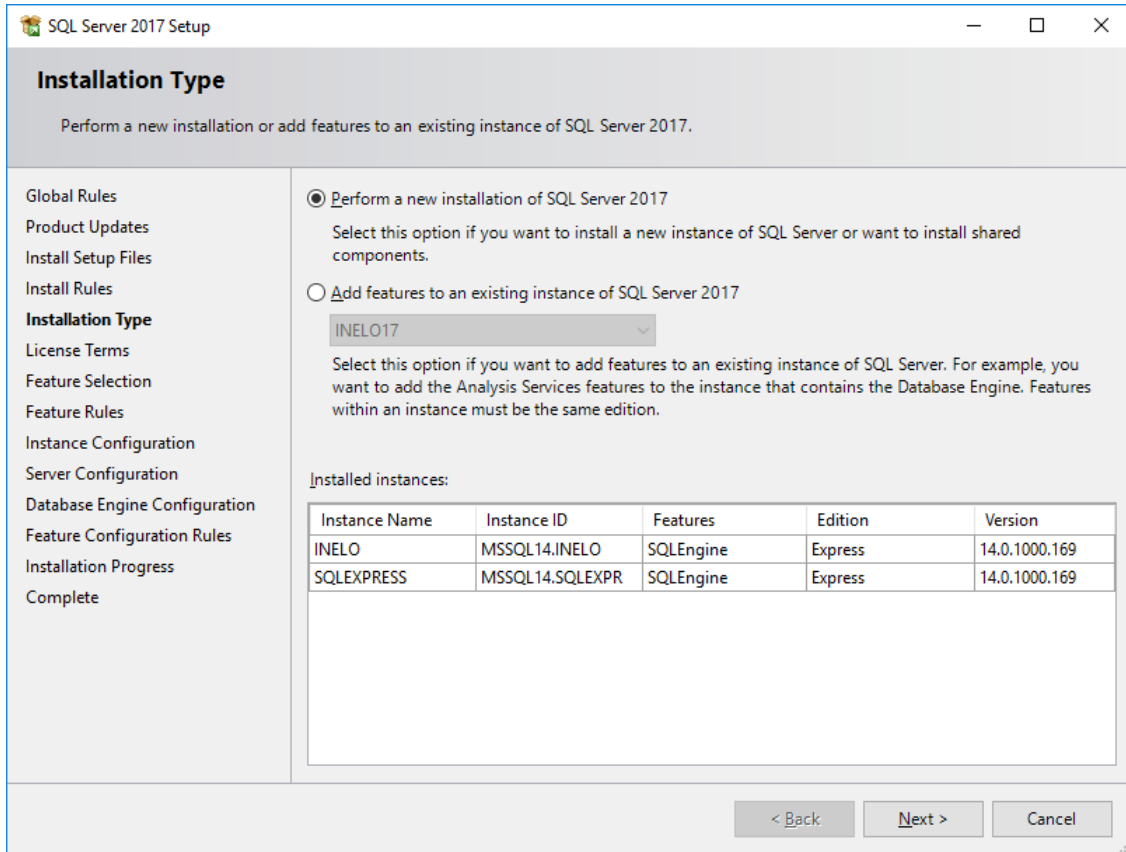 SQL Server 2017 Setup
Installation Type
Perform a new installation or add features to an existing instance of SQL Server 2017.
Global Rules
Product Updates
Install Setup Files
Install Rules
Installation Type
License Terms
Feature Selection
Feature Rules
Instance Configuration
Server Configuration
Database Engine Configuration
Feature Configuration Rules
Installation Progress
Complete
Perform a new installation of SQL Server 2017
Select this option if you want to install a new instance of SQL Server or want to install shared
components.
Add features to an existing instance of SQL Server 2017
INELO17
Select this option if you want to add features to an existing instance of SQL Server. For example, you
want to add the Analysis Services features to the instance that contains the Database Engine. Features
within an instance must be the same edition.
Installed instances:
Instance Name Instance ID Features Edition Version
INELO MSSQL14.INELO SQLEngine Express 14.0.1000.169
SQLEXPRESS MSSQL14.SQLEXPR SQLEngine Express 14.0.1000.169
< Back Next > Cancel